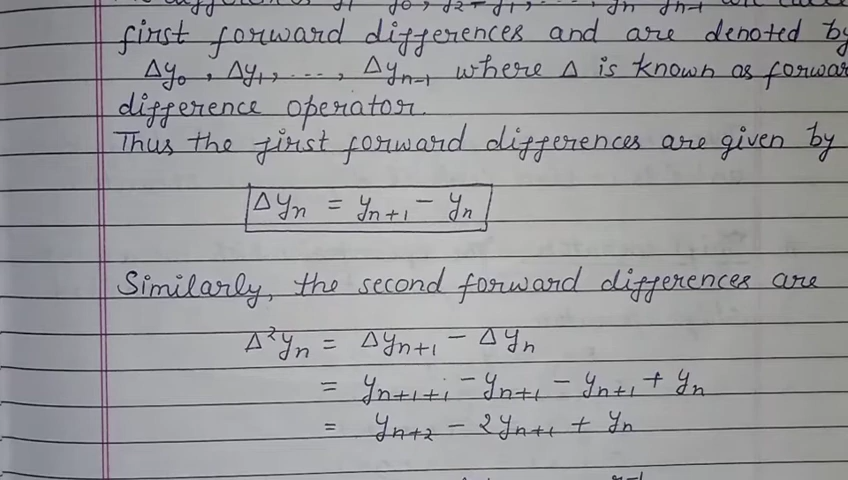 first forward differences and are denoted by
Δy₀, Δy₁, ..., Δyₙ₋₁ where Δ is known as forwar
difference operator.
Thus the first forward differences are given by
Δyₙ = yₙ₊₁ - yₙ
Similarly, the second forward differences are
Δ²yₙ = Δyₙ₊₁ - Δyₙ
= yₙ₊₁₊₁ - yₙ₊₁ - yₙ₊₁ + yₙ
= yₙ₊₂ - 2yₙ₊₁ + yₙ